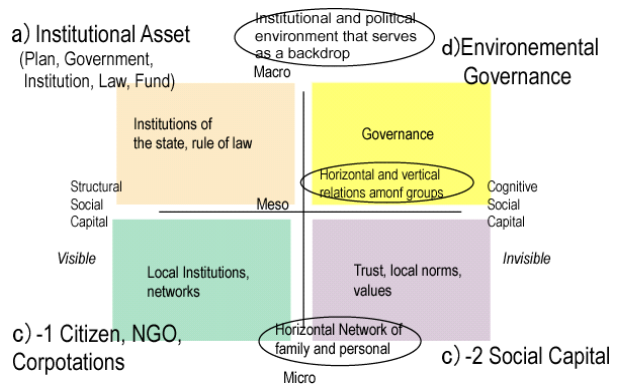 a) Institutional Asset
(Plan, Government,
Institution, Law, Fund)
Institutional and political
environment that serves
as a backdrop
d)Environemental
Governance
Macro
Institutions of
the state, rule of law
Governance
Horizontal and vertical
relations amonf groups
Structural
Social
Capital
Meso
Cognitive
Social
Capital
Visible
Invisible
Local Institutions,
networks
Trust, local norms,
values
c)-1 Citizen, NGO,
Corpotations
Horizontal Network of
family and personal
c)-2 Social Capital
Micro